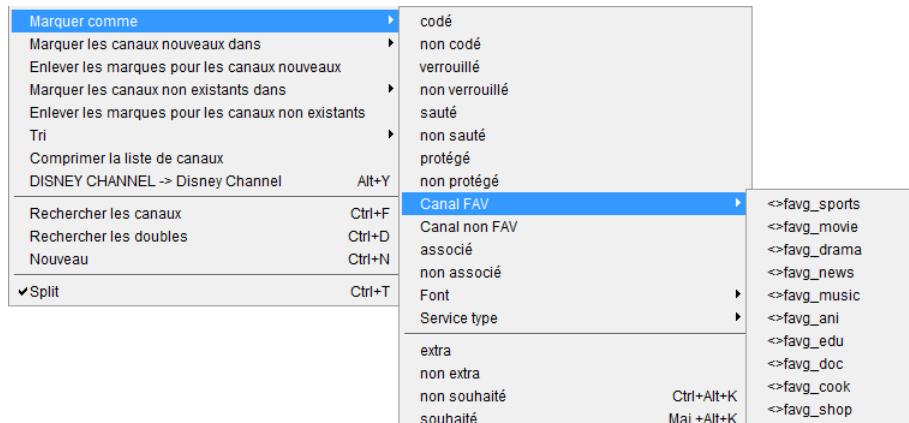 Marquer comme
Marquer les canaux nouveaux dans
Enlever les marques pour les canaux nouveaux
Marquer les canaux non existants dans
Enlever les marques pour les canaux non existants
Tri
Comprimer la liste de canaux
DISNEY CHANNEL -> Disney Channel Alt+Y
Rechercher les canaux Ctrl+F
Rechercher les doubles Ctrl+D
Nouveau Ctrl+N
Split Ctrl+T
codé
non codé
verrouillé
non verrouillé
sauté
non sauté
protégé
non protégé
Canal FAV
Canal non FAV
associé
non associé
Font
Service type
extra
non extra
non souhaité Ctrl+Alt+K
souhaité Maj.+Alt+K
<>favg_sports
<>favg_movie
<>favg_drama
<>favg_news
<>favg_music
<>favg_ani
<>favg_edu
<>favg_doc
<>favg_cook
<>favg_shop